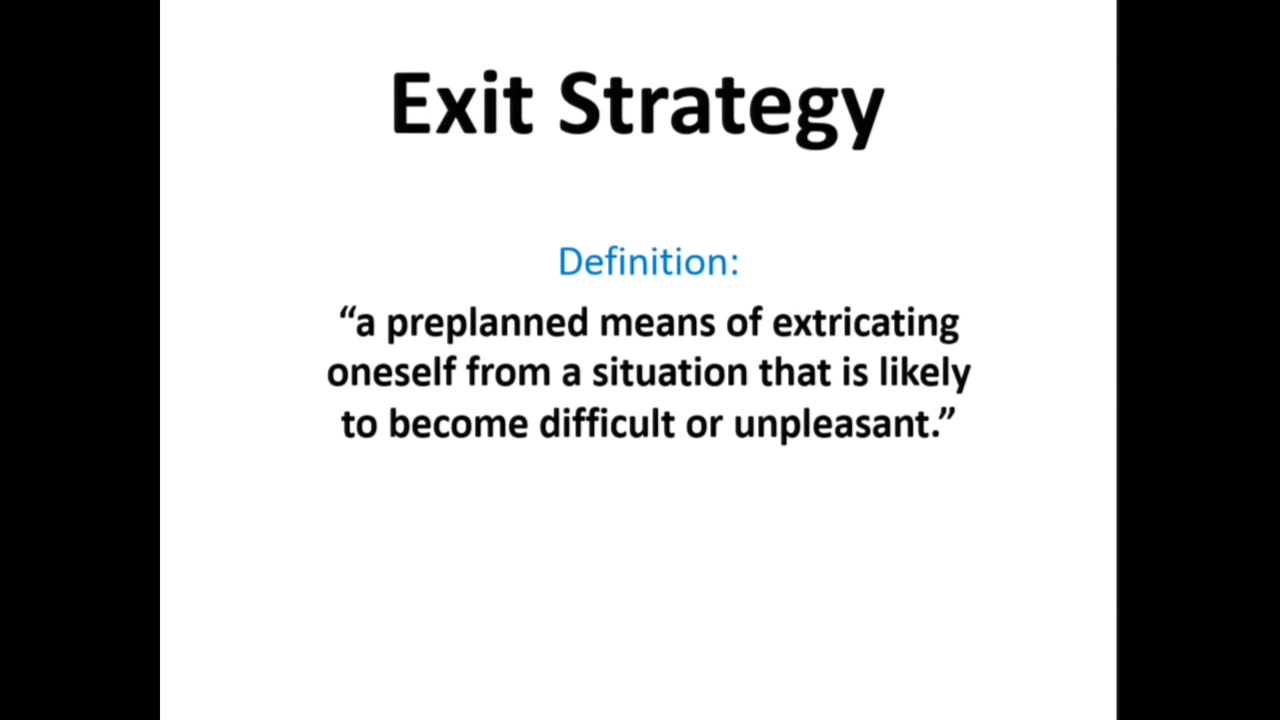 Exit Strategy
Definition:
“a preplanned means of extricating
oneself from a situation that is likely
to become difficult or unpleasant.”